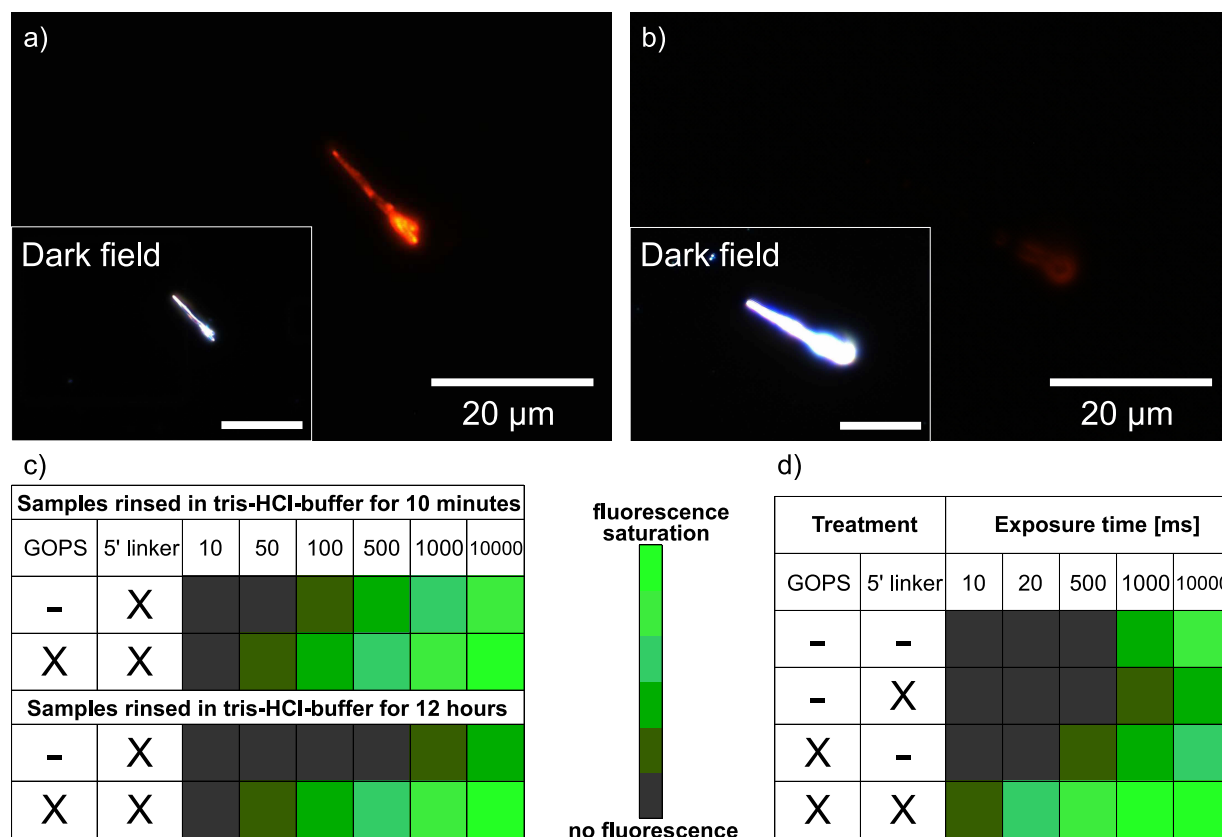 a)
Dark field
20 µm
b)
Dark field
20 µm
c)
Samples rinsed in tris-HCl-buffer for 10 minutes
GOPS 5' linker 10 50 100 500 1000 10000
- X
X X
Samples rinsed in tris-HCl-buffer for 12 hours
- X
X X
fluorescence
saturation
no fluorescence
d)
Treatment Exposure time [ms]
GOPS 5' linker 10 20 500 1000 10000
- -
- X
X -
X X